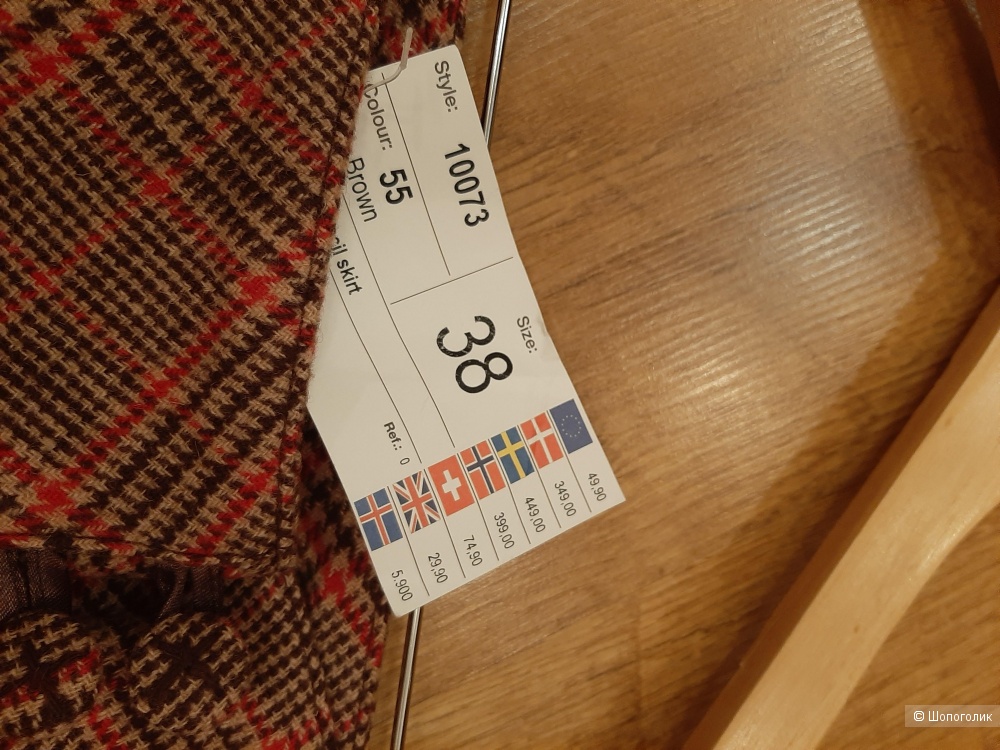 Style: 10073
Colour: 55
Brown
cil skirt
Size:
38
Ref.: 0
49,90
349,00
449,00
399,00
74,90
29,90
5.900
© Шопоголик